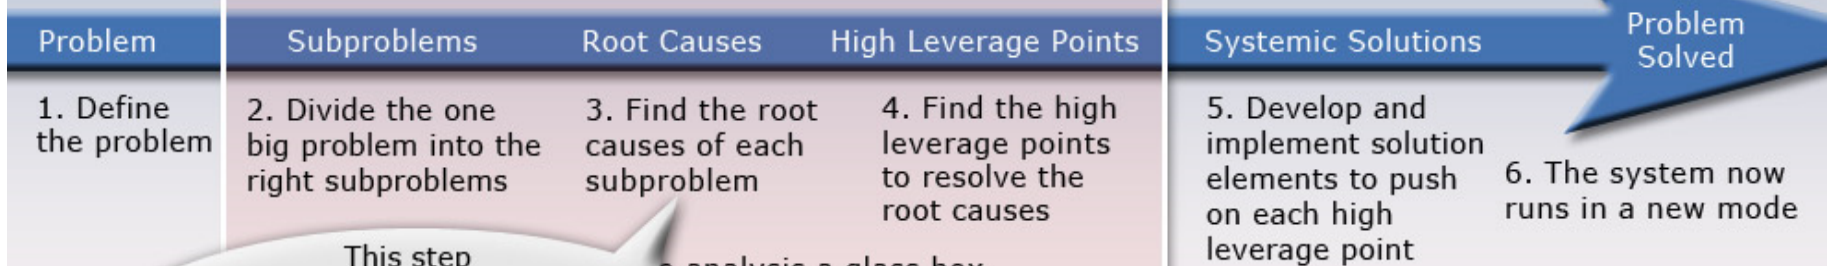 Problem
Subproblems
Root Causes
High Leverage Points
Systemic Solutions
Problem
Solved
1. Define
the problem
2. Divide the one
big problem into the
right subproblems
3. Find the root
causes of each
subproblem
4. Find the high
leverage points
to resolve the
root causes
5. Develop and
implement solution
elements to push
on each high
leverage point
6. The system now
runs in a new mode
This step
analysis a glass box